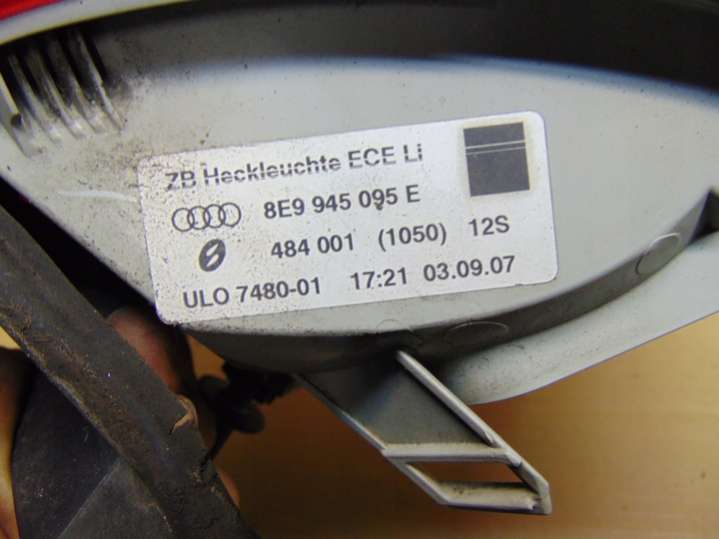 ZB Heckleuchte ECE Li
8E9 945 095 E
484 001 (1050) 12S
ULO 7480-01 17:21 03.09.07